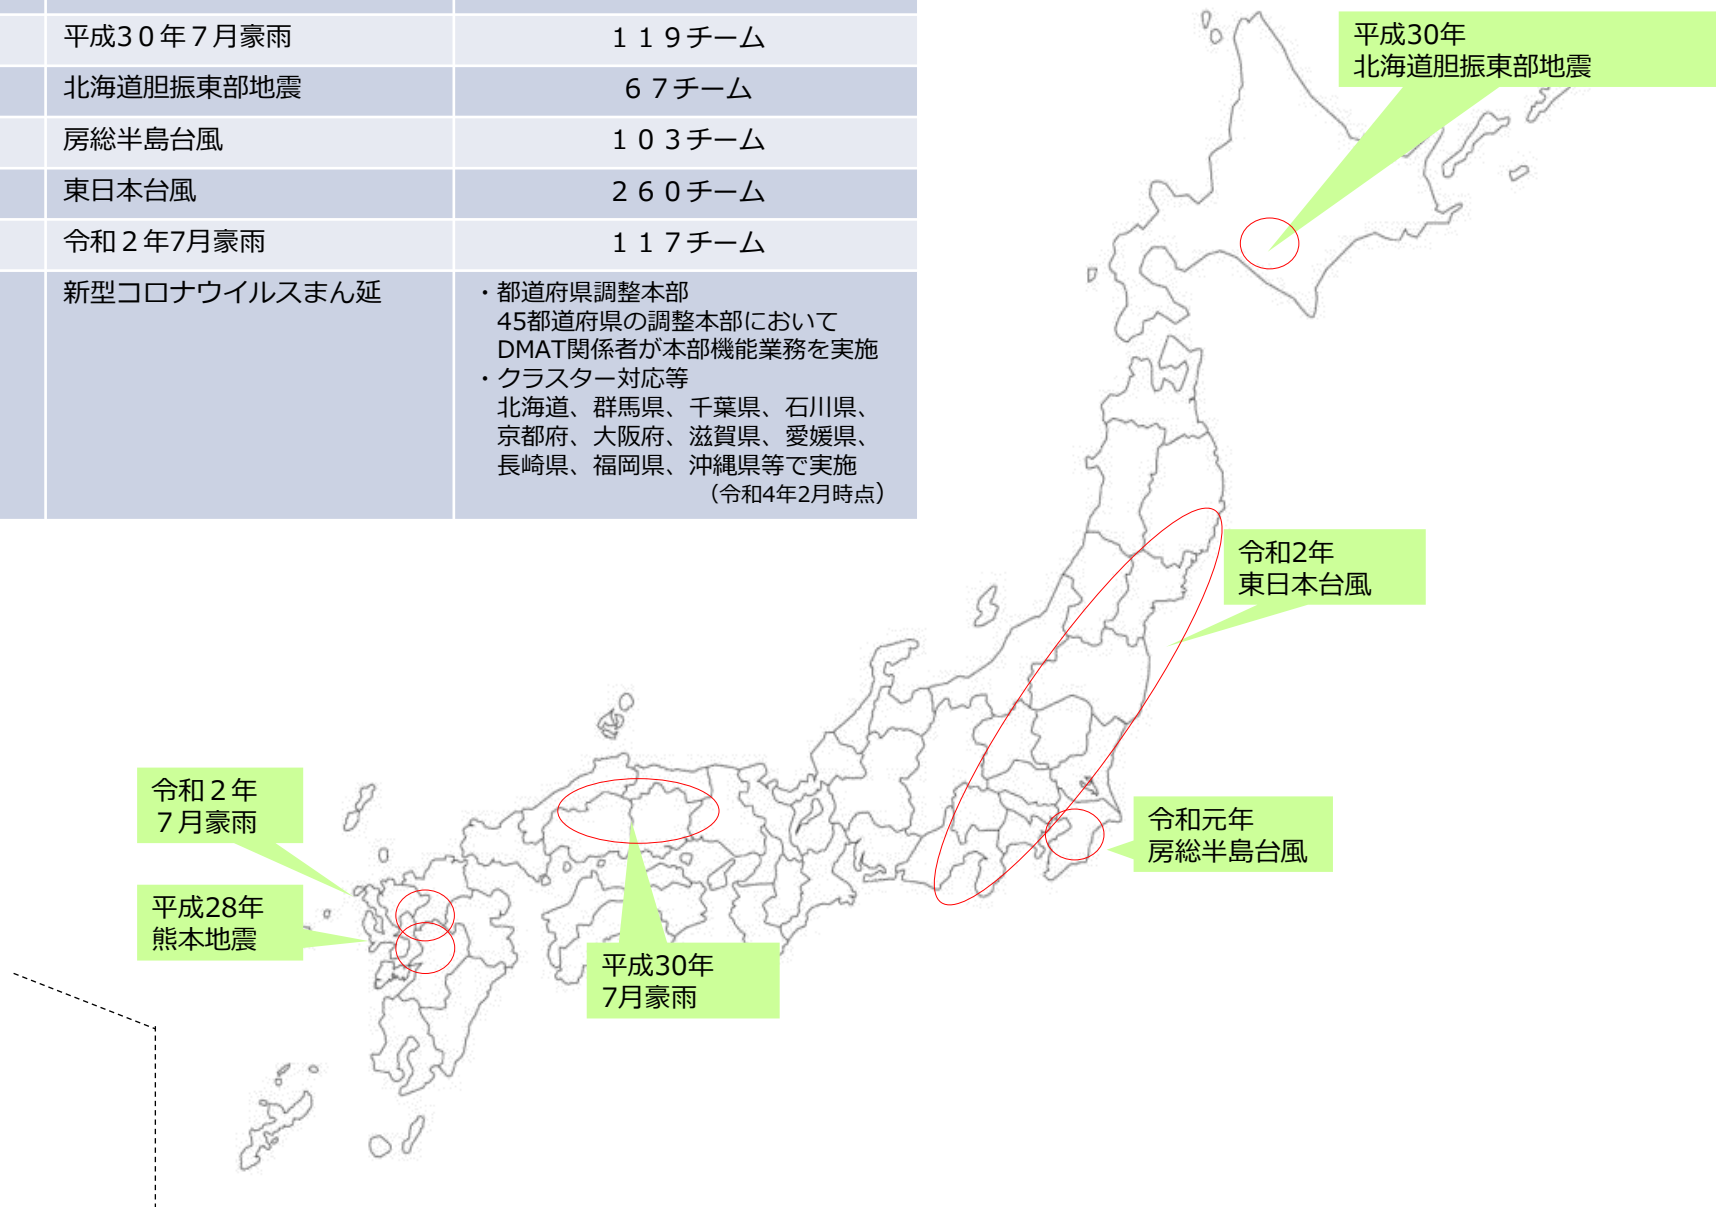 平成３０年７月豪雨 １１９チーム
北海道胆振東部地震 ６７チーム
房総半島台風 １０３チーム
東日本台風 ２６０チーム
令和２年7月豪雨 １１７チーム
新型コロナウイルスまん延
・都道府県調整本部
45都道府県の調整本部において
DMAT関係者が本部機能業務を実施
・クラスター対応等
北海道、群馬県、千葉県、石川県、
京都府、大阪府、滋賀県、愛媛県、
長崎県、福岡県、沖縄県等で実施
（令和4年2月時点）
平成30年
北海道胆振東部地震
令和2年
東日本台風
令和元年
房総半島台風
令和２年
７月豪雨
平成28年
熊本地震
平成30年
7月豪雨